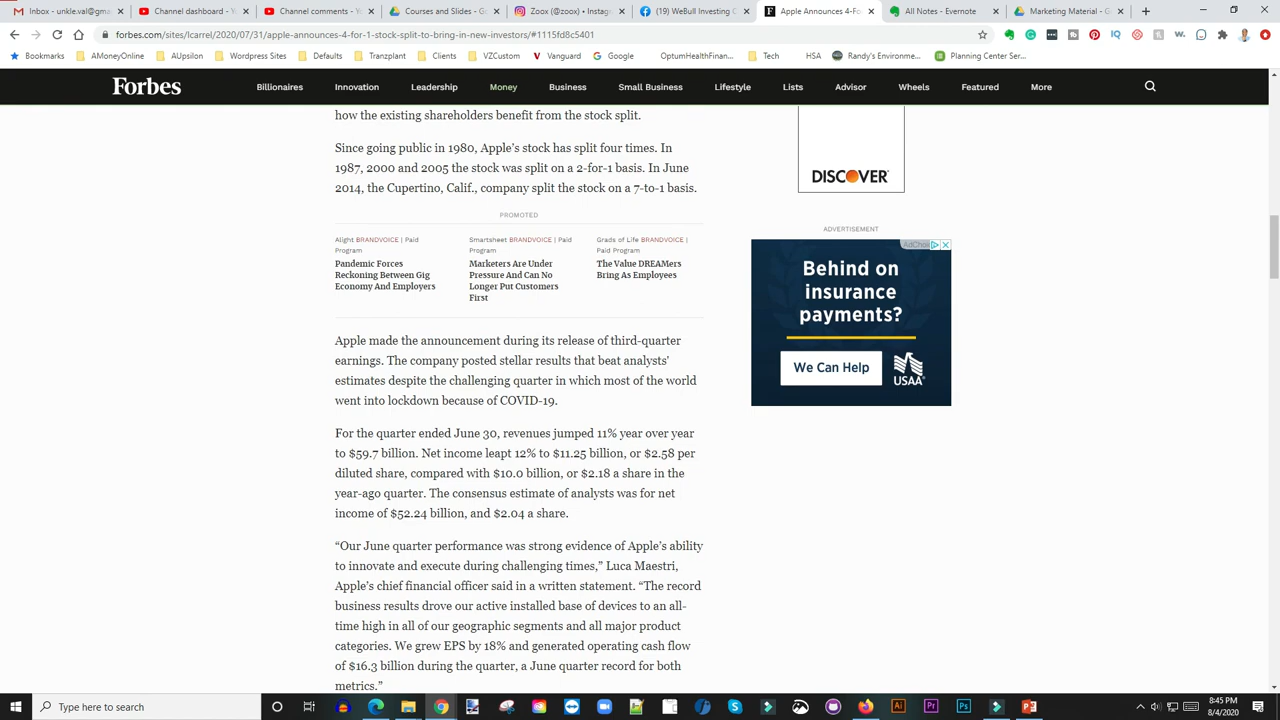 Inbox - unrikleval@gmai
Channel dashboard - Y
Channel comments - Y
Courses and Slides - G
Zoox (@zoox) • Instag
(19) WeBull Investing C
Apple Announces 4-Fo
All Notes - Evernote
Marketing Material - G
forbes.com/sites/lcarrel/2020/07/31/apple-announces-4-for-1-stock-split-to-bring-in-new-investors/#1115fd8c5401
Bookmarks AMoneyOnline AUpsilon Wordpress Sites Defaults Tranzplant Clients VZCustom Vanguard Google OptumHealthFinan... Tech HSA Randy's Environme... Planning Center Ser...
Forbes Billionaires Innovation Leadership Money Business Small Business Lifestyle Lists Advisor Wheels Featured More
how the existing shareholders benefit from the stock split.
Since going public in 1980, Apple's stock has split four times. In
1987, 2000 and 2005 the stock was split on a 2-for-1 basis. In June
2014, the Cupertino, Calif., company split the stock on a 7-to-1 basis.
PROMOTED
Alight BRANDVOICE | Paid
Program
Pandemic Forces
Reckoning Between Gig
Economy And Employers
Smartsheet BRANDVOICE | Paid
Program
Marketers Are Under
Pressure And Can No
Longer Put Customers
First
Grads of Life BRANDVOICE |
Paid Program
The Value DREAMers
Bring As Employees
Apple made the announcement during its release of third-quarter
earnings. The company posted stellar results that beat analysts'
estimates despite the challenging quarter in which most of the world
went into lockdown because of COVID-19.
For the quarter ended June 30, revenues jumped 11% year over year
to $59.7 billion. Net income leapt 12% to $11.25 billion, or $2.58 per
diluted share, compared with $10.0 billion, or $2.18 a share in the
year-ago quarter. The consensus estimate of analysts was for net
income of $52.24 billion, and $2.04 a share.
“Our June quarter performance was strong evidence of Apple's ability
to innovate and execute during challenging times,” Luca Maestri,
Apple's chief financial officer said in a written statement. “The record
business results drove our active installed base of devices to an all-
time high in all of our geographic segments and all major product
categories. We grew EPS by 18% and generated operating cash flow
of $16.3 billion during the quarter, a June quarter record for both
metrics.”
DISCOVER
ADVERTISEMENT
AdChoi
Behind on
insurance
payments?
We Can Help
USAA
Type here to search
8:45 PM
8/4/2020